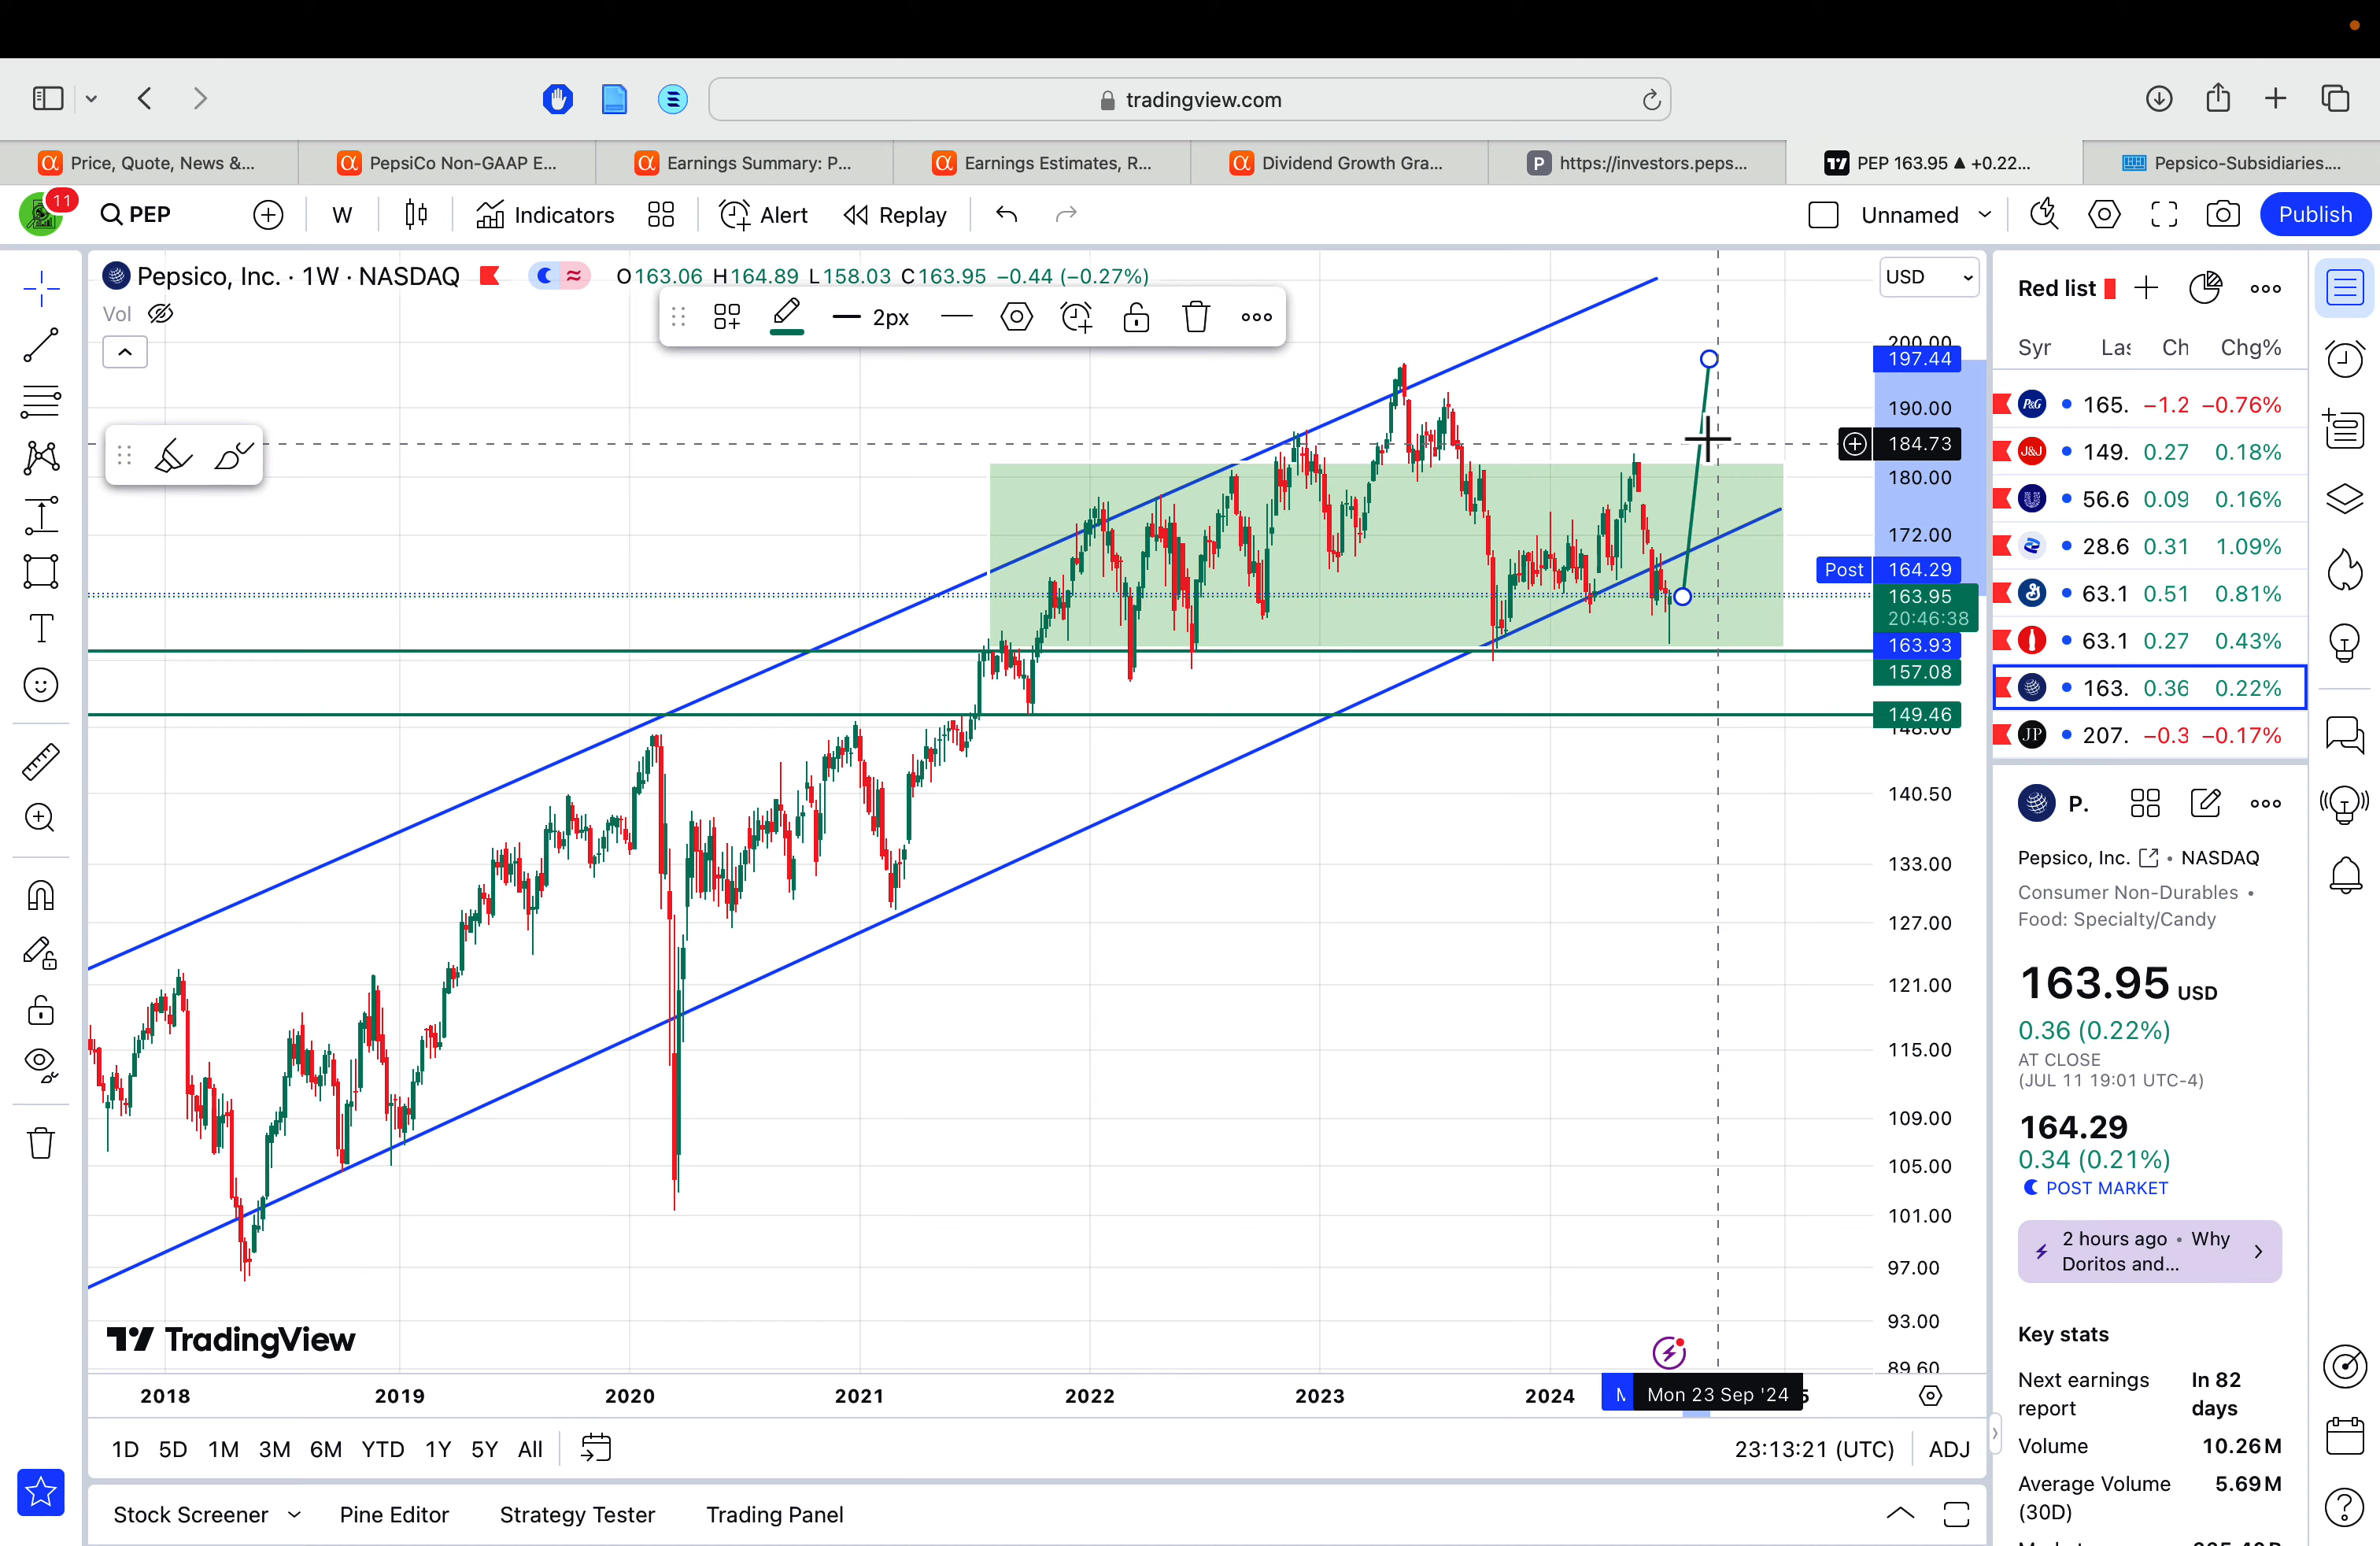 tradingview.com
Price, Quote, News &...
PepsiCo Non-GAAP E...
Earnings Summary: P...
Earnings Estimates, R...
Dividend Growth Gra...
P https://investors.peps...
PEP 163.95 ▲ +0.22...
Pepsico-Subsidiaries....
11
PEP
W
Indicators
Alert
Replay
Unnamed
Publish
Pepsico, Inc. · 1W · NASDAQ
O163.06 H164.89 L158.03 C163.95 −0.44 (−0.27%)
Vol
2px
USD
200.00
197.44
190.00
184.73
180.00
172.00
Post 164.29
163.95
20:46:38
163.93
157.08
149.46
148.00
140.50
133.00
127.00
121.00
115.00
109.00
105.00
101.00
97.00
93.00
89.60
TradingView
2018 2019 2020 2021 2022 2023 2024
Mon 23 Sep '24
1D 5D 1M 3M 6M YTD 1Y 5Y All
23:13:21 (UTC) ADJ
Stock Screener
Pine Editor
Strategy Tester
Trading Panel
Red list
Syr Las Ch Chg%
P&G 165. −1.2 −0.76%
J&J 149. 0.27 0.18%
56.6 0.09 0.16%
28.6 0.31 1.09%
63.1 0.51 0.81%
63.1 0.27 0.43%
163. 0.36 0.22%
JP 207. −0.3 −0.17%
P.
Pepsico, Inc. • NASDAQ
Consumer Non-Durables •
Food: Specialty/Candy
163.95 USD
0.36 (0.22%)
AT CLOSE
(JUL 11 19:01 UTC-4)
164.29
0.34 (0.21%)
POST MARKET
2 hours ago • Why
Doritos and...
Key stats
Next earnings report In 82 days
Volume 10.26M
Average Volume (30D) 5.69M